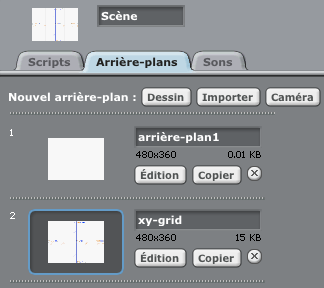 Scène
Scripts Arrière-plans Sons
Nouvel arrière-plan : Dessin Importer Caméra
1
arrière-plan1
480x360 0.01 KB
Édition Copier
2
xy-grid
480x360 15 KB
Édition Copier